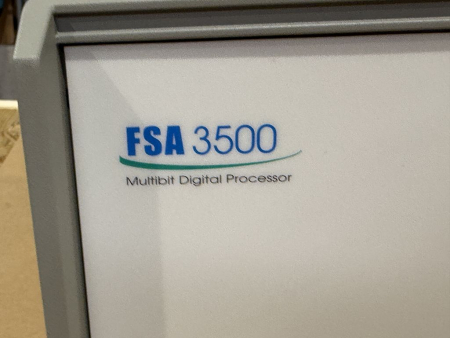 FSA 3500
Multibit Digital Processor